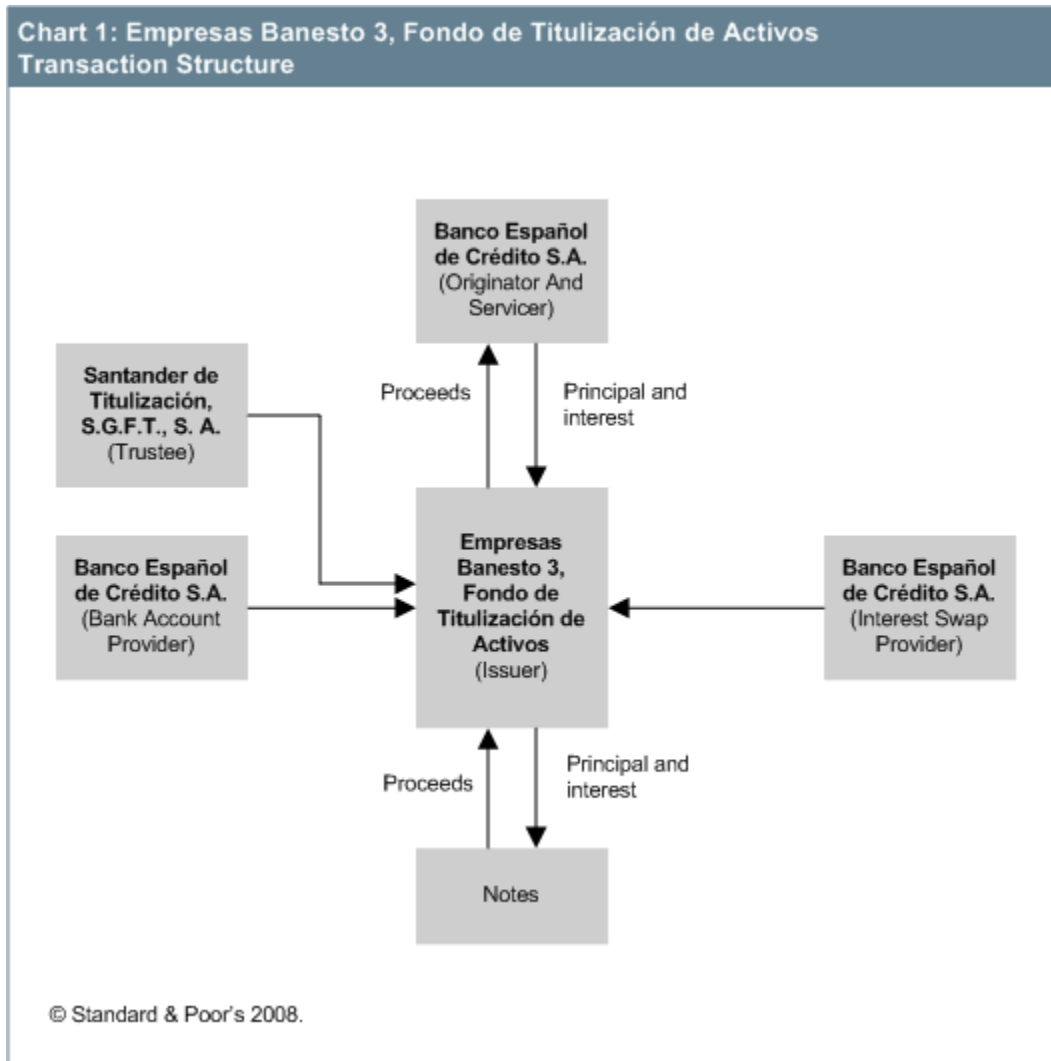 Chart 1: Empresas Banesto 3, Fondo de Titulización de Activos
Transaction Structure
Banco Español
de Crédito S.A.
(Originator And
Servicer)
Santander de
Titulización,
S.G.F.T., S. A.
(Trustee)
Proceeds
Principal and
interest
Banco Español
de Crédito S.A.
(Bank Account
Provider)
Empresas
Banesto 3,
Fondo de
Titulización de
Activos
(Issuer)
Banco Español
de Crédito S.A.
(Interest Swap
Provider)
Proceeds
Principal and
interest
Notes
© Standard & Poor's 2008.